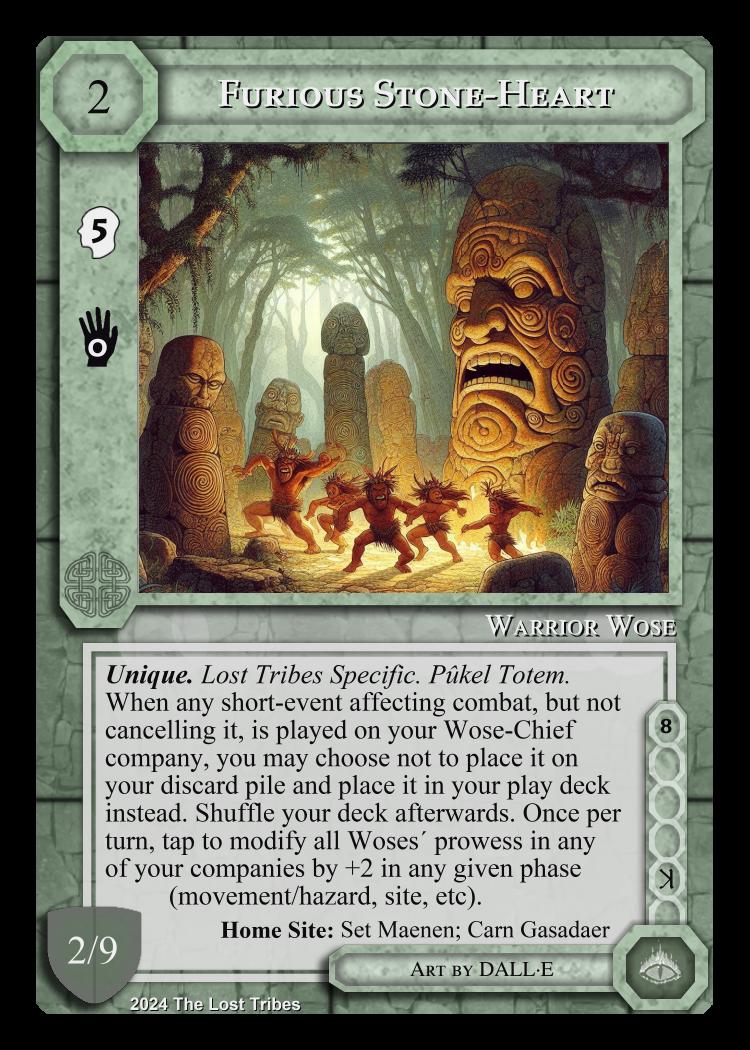 2
Furious Stone-Heart
5
O
Warrior Wose
Unique. Lost Tribes Specific. Pûkel Totem.
When any short-event affecting combat, but not
cancelling it, is played on your Wose-Chief
company, you may choose not to place it on
your discard pile and place it in your play deck
instead. Shuffle your deck afterwards. Once per
turn, tap to modify all Woses´ prowess in any
of your companies by +2 in any given phase
(movement/hazard, site, etc).
8
K
Home Site: Set Maenen; Carn Gasadaer
2/9
Art by DALL·E
2024 The Lost Tribes